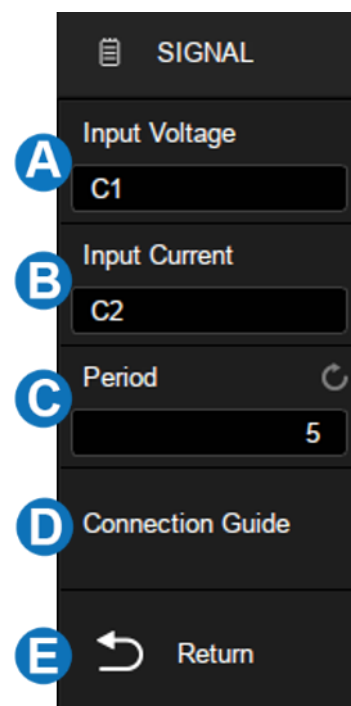 SIGNAL
Input Voltage
A
C1
Input Current
B
C2
Period
C
5
D Connection Guide
E Return